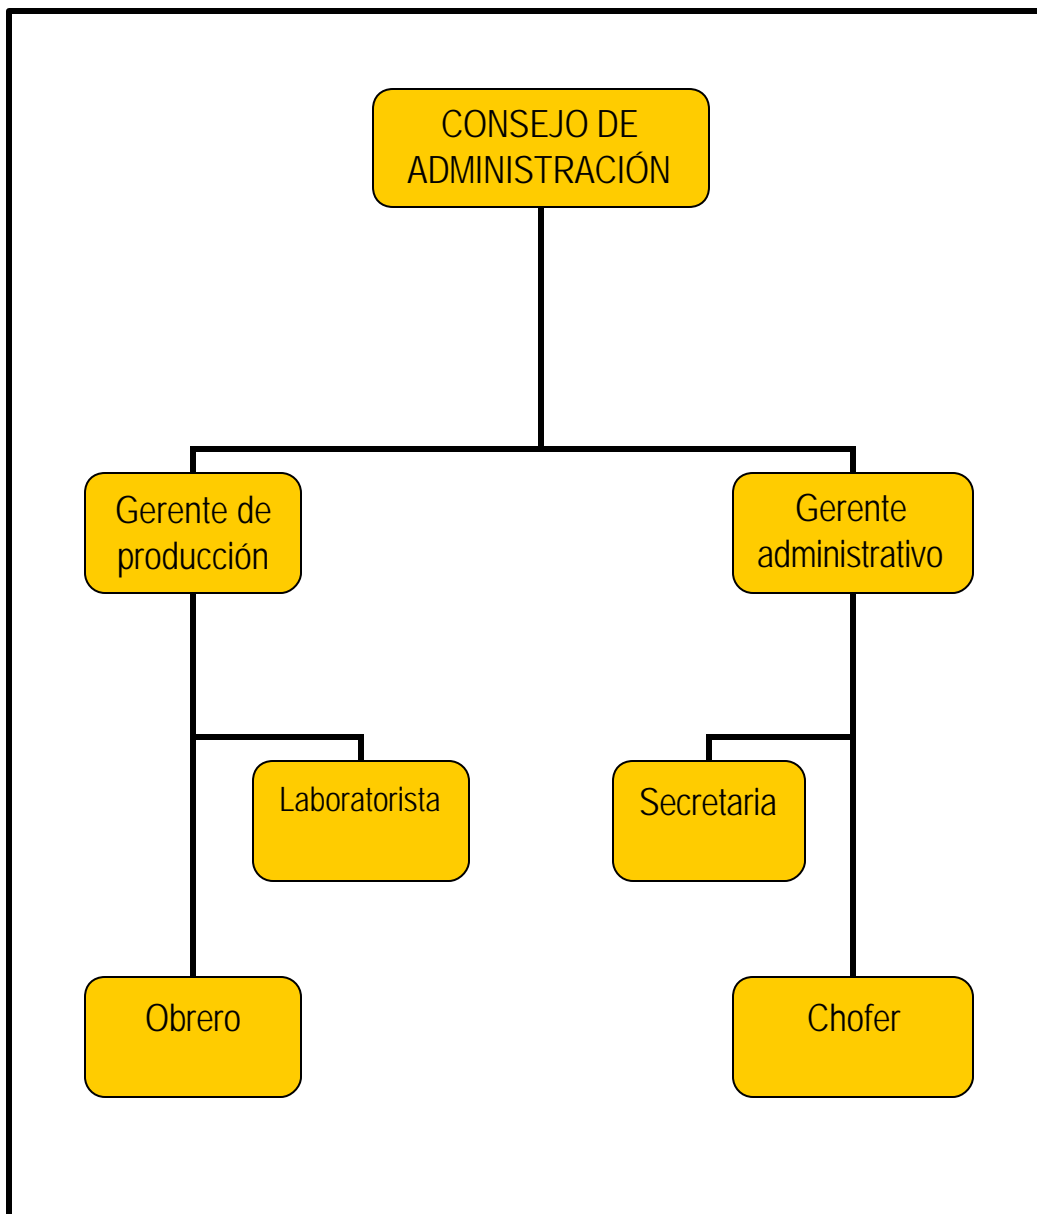 CONSEJO DE
ADMINISTRACIÓN
Gerente de
producción
Gerente
administrativo
Laboratorista
Secretaria
Obrero
Chofer